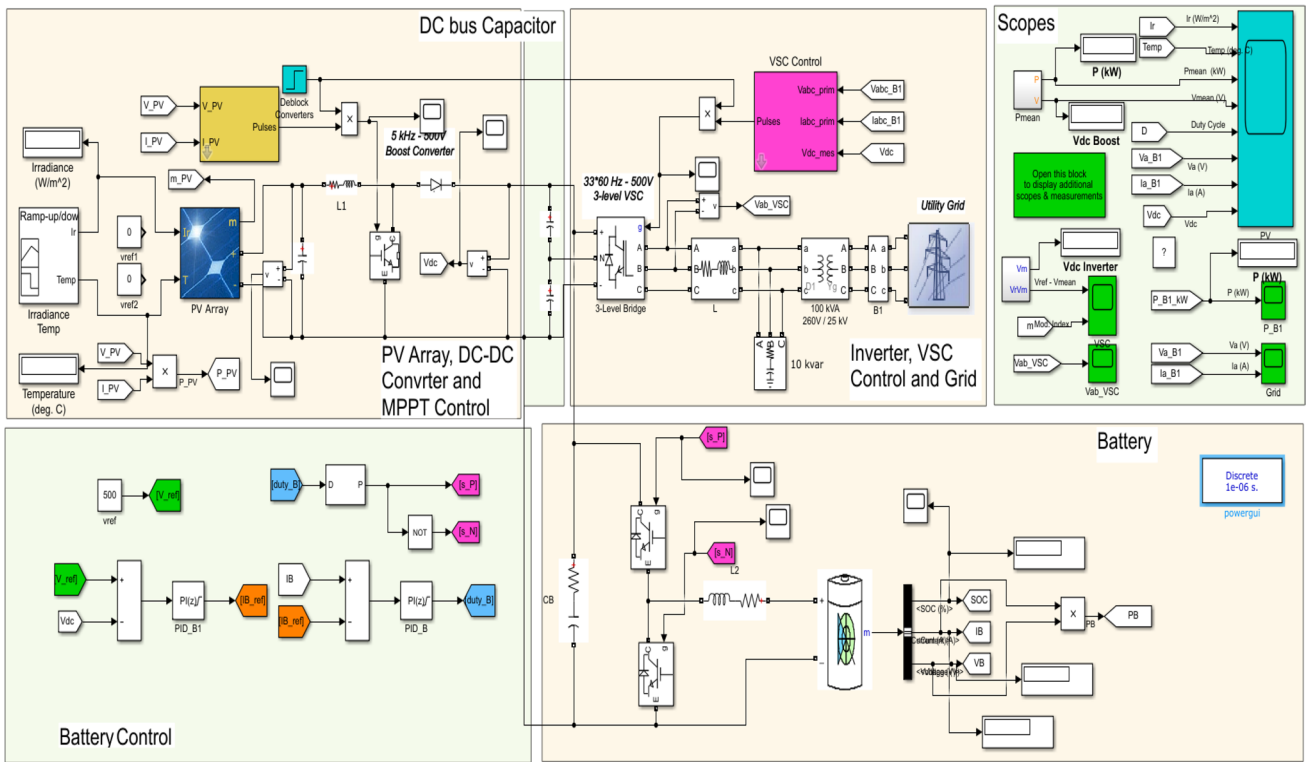 DC bus Capacitor
V_PV
I_PV
V_PV
I_PV
Pulses
Deblock
Converters
X
5 kHz - 500V
Boost Converter
Irradiance
(W/m^2)
m_PV
L1
Ramp-up/dow
Ir
Temp
Irradiance
Temp
0
vref1
0
vref2
m
+
-
T
PV Array
v
+
-
g
C
E
Vdc
v
+
-
V_PV
I_PV
X
P_PV
P_PV
Temperature
(deg. C)
PV Array, DC-DC
Convrter and
MPPT Control
VSC Control
Vabc_prim
Iabc_prim
Vdc_mes
Pulses
Vabc_B1
Iabc_B1
Vdc
X
33*60 Hz - 500V
3-level VSC
v
+
-
Vab_VSC
Utility Grid
+
N
-
g
A
B
C
3-Level Bridge
A
B
C
a
b
c
L
a
b
c
A
B
C
D1
Yg
100 kVA
260V / 25 kV
A
B
C
a
b
c
B1
A
B
C
10 kvar
Inverter, VSC
Control and Grid
Scopes
Ir
Ir (W/m^2)
Temp
Temp (deg. C)
P (kW)
Pmean (kW)
P
V
Pmean
Vmean (V)
Vdc Boost
D
Duty Cycle
Va_B1
Va (V)
Ia_B1
Ia (A)
Open this block
to display additional
scopes & measurements
Vdc
Vdc
PV
Vdc Inverter
?
P (kW)
Vm
VrVm
Vref - Vmean
m
Mod. Index
VSC
P_B1_kW
P (kW)
P_B1
Vab_VSC
Vab_VSC
Va_B1
Va (V)
Ia_B1
Ia (A)
Grid
500
vref
[V_ref]
[duty_B]
D
P
[s_P]
NOT
[s_N]
[V_ref]
Vdc
+
-
PI(z)
PID_B1
[IB_ref]
IB
[IB_ref]
+
-
PI(z)
PID_B
[duty_B]
Battery Control
Battery
[s_P]
[s_N]
C
g
E
C
g
E
L2
CB
+
-
m
<SOC (%)>
SOC
IB
VB
X
PB
PB
Discrete
1e-06 s.
powergui